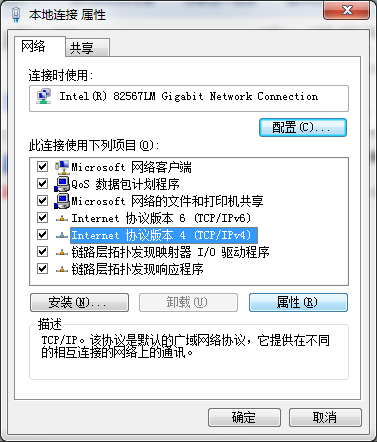 本地连接 属性
网络
共享
连接时使用:
Intel(R) 82567LM Gigabit Network Connection
配置(C)...
此连接使用下列项目(O):
Microsoft 网络客户端
QoS 数据包计划程序
Microsoft 网络的文件和打印机共享
Internet 协议版本 6 (TCP/IPv6)
Internet 协议版本 4 (TCP/IPv4)
链路层拓扑发现映射器 I/O 驱动程序
链路层拓扑发现响应程序
安装(N)...
卸载(U)
属性(R)
描述
TCP/IP。该协议是默认的广域网络协议，它提供在不同
的相互连接的网络上的通讯。
确定
取消